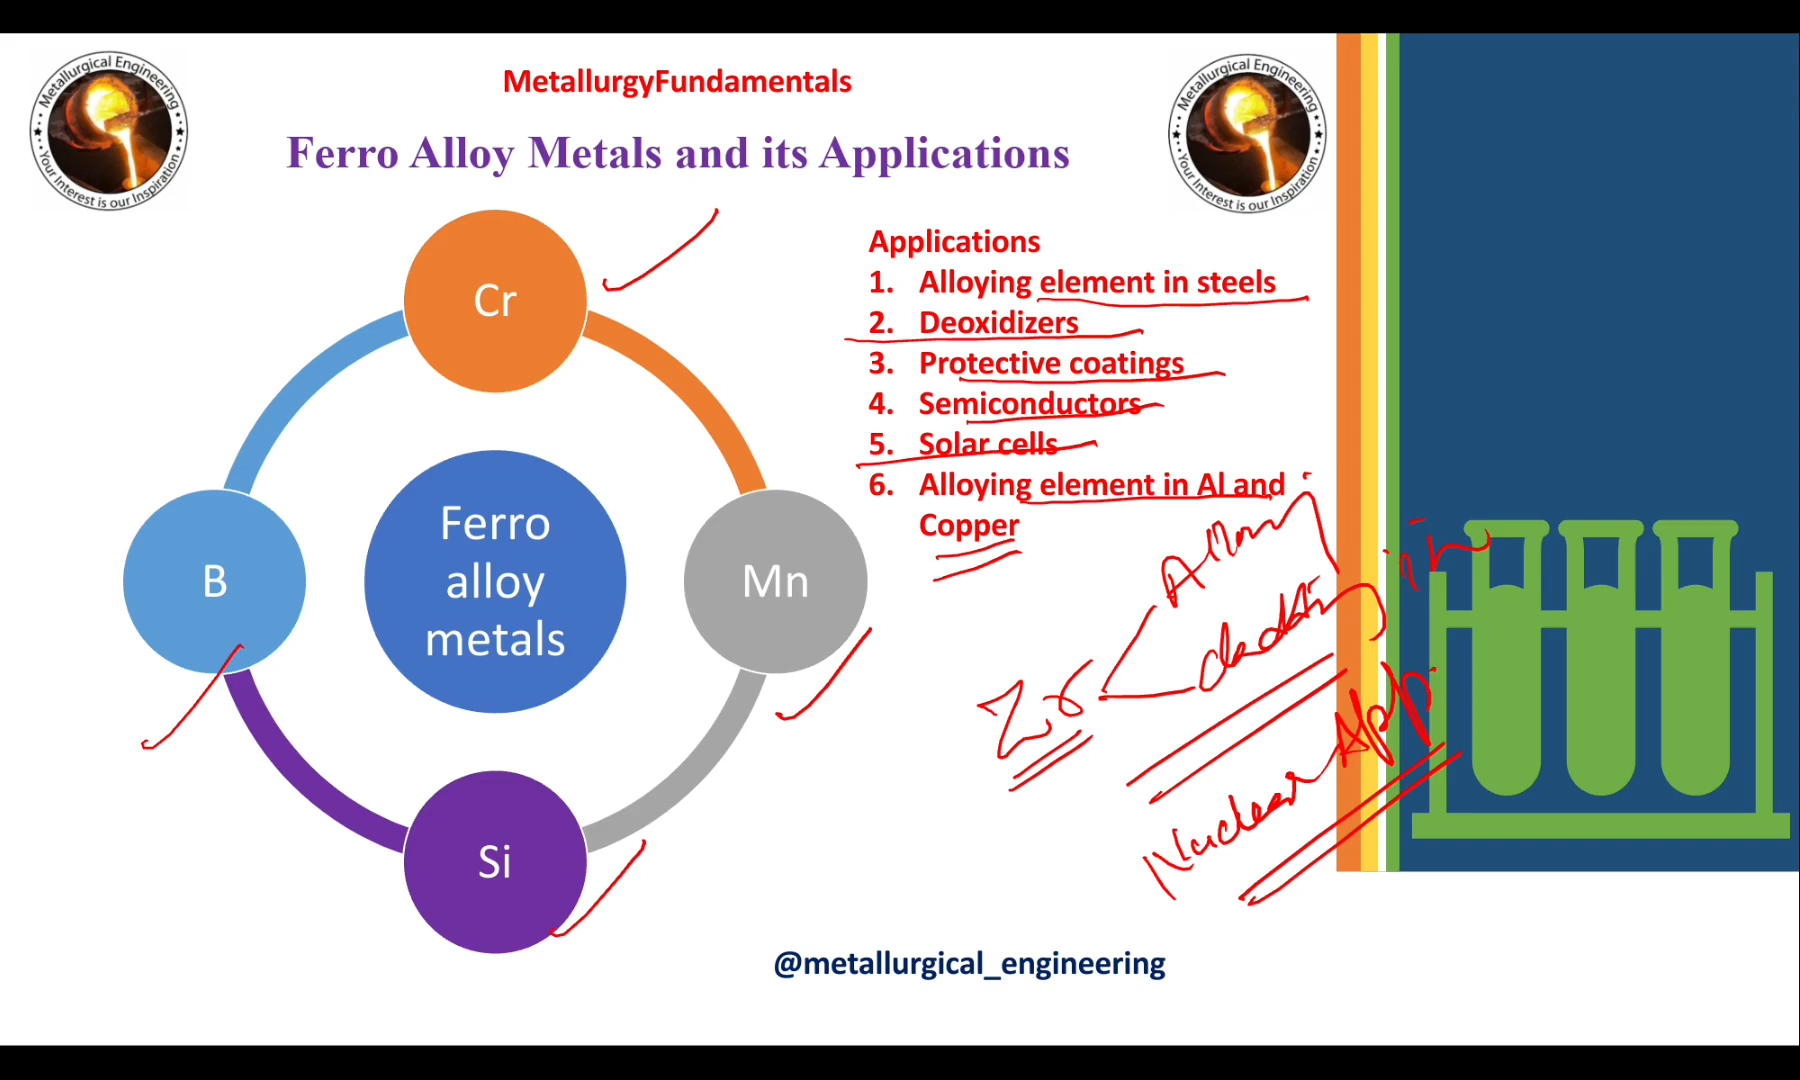 MetallurgyFundamentals
Metallurgical Engineering
Your Interest is our Inspiration
Metallurgical Engineering
Your Interest is our Inspiration
Ferro Alloy Metals and its Applications
Cr
B
Ferro
alloy
metals
Mn
Si
Applications
1. Alloying element in steels
2. Deoxidizers
3. Protective coatings
4. Semiconductors
5. Solar cells
6. Alloying element in Al and
Copper
Alloy
in
Zr
Nuclear App.
@metallurgical_engineering